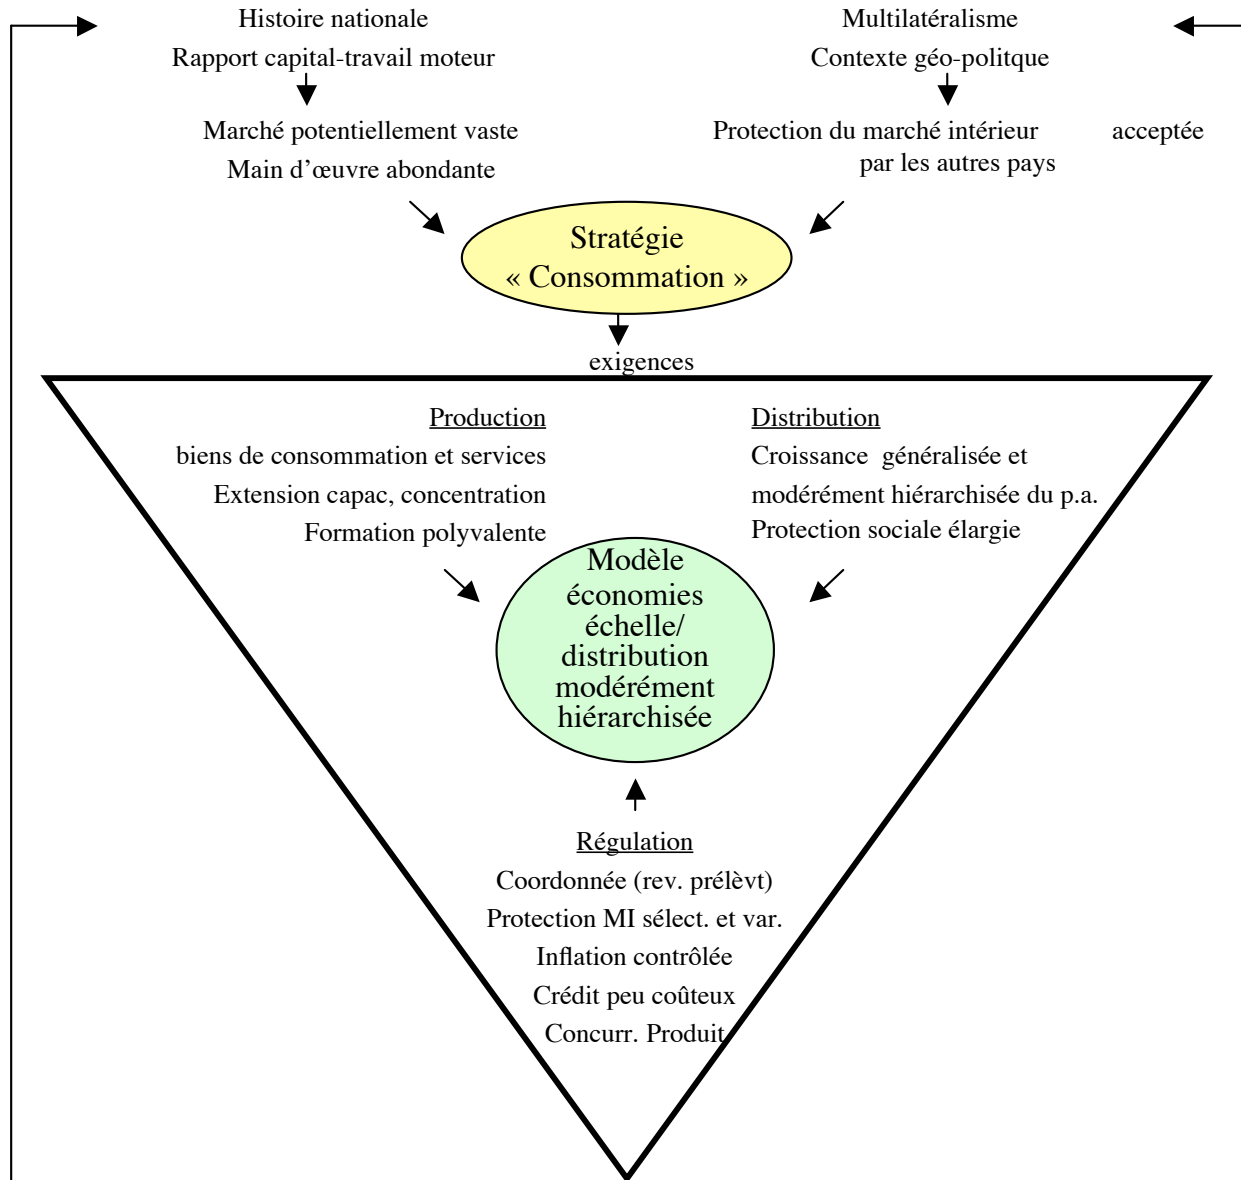 Histoire nationale
Rapport capital-travail moteur
Multilatéralisme
Contexte géo-politque
Marché potentiellement vaste
Main d’œuvre abondante
Protection du marché intérieur acceptée
par les autres pays
Stratégie
« Consommation »
exigences
Production
biens de consommation et services
Extension capac, concentration
Formation polyvalente
Distribution
Croissance généralisée et
modérément hiérarchisée du p.a.
Protection sociale élargie
Modèle
économies
échelle/
distribution
modérément
hiérarchisée
Régulation
Coordonnée (rev. prélèvt)
Protection MI sélect. et var.
Inflation contrôlée
Crédit peu coûteux
Concurr. Produit